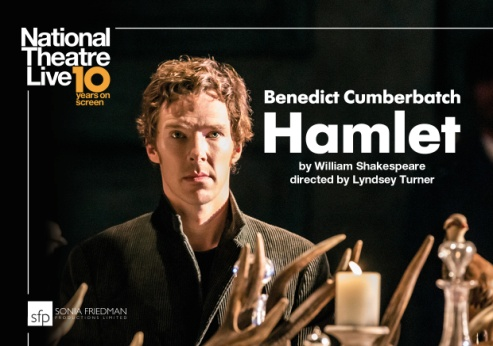 National
Theatre
Live 10
years on
screen
Benedict Cumberbatch
Hamlet
by William Shakespeare
directed by Lyndsey Turner
sfp SONIA FRIEDMAN
PRODUCTIONS LIMITED